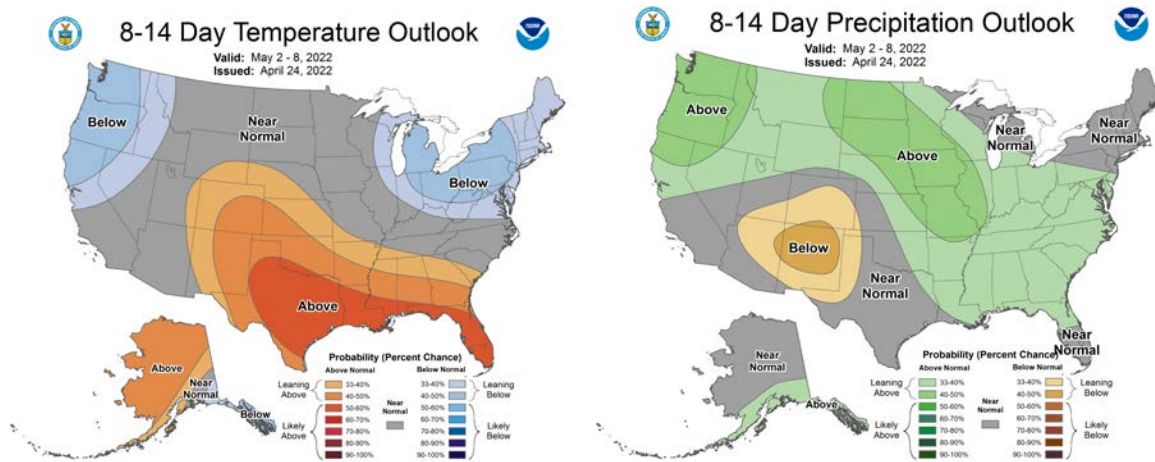 8-14 Day Temperature Outlook
Valid: May 2 - 8, 2022
Issued: April 24, 2022
Below
Near
Normal
Below
Above
Above
Near
Normal
Below
Probability (Percent Chance)
Above Normal
Below Normal
Leaning
Above
Likely
Above
33-40%
40-50%
50-60%
60-70%
70-80%
80-90%
90-100%
Near
Normal
33-40%
40-50%
50-60%
60-70%
70-80%
80-90%
90-100%
Leaning
Below
Likely
Below
8-14 Day Precipitation Outlook
Valid: May 2 - 8, 2022
Issued: April 24, 2022
Above
Above
Near
Normal
Near
Normal
Below
Near
Normal
Near
Normal
Near
Normal
Above
Probability (Percent Chance)
Above Normal
Below Normal
Leaning
Above
Likely
Above
33-40%
40-50%
50-60%
60-70%
70-80%
80-90%
90-100%
Near
Normal
33-40%
40-50%
50-60%
60-70%
70-80%
80-90%
90-100%
Leaning
Below
Likely
Below